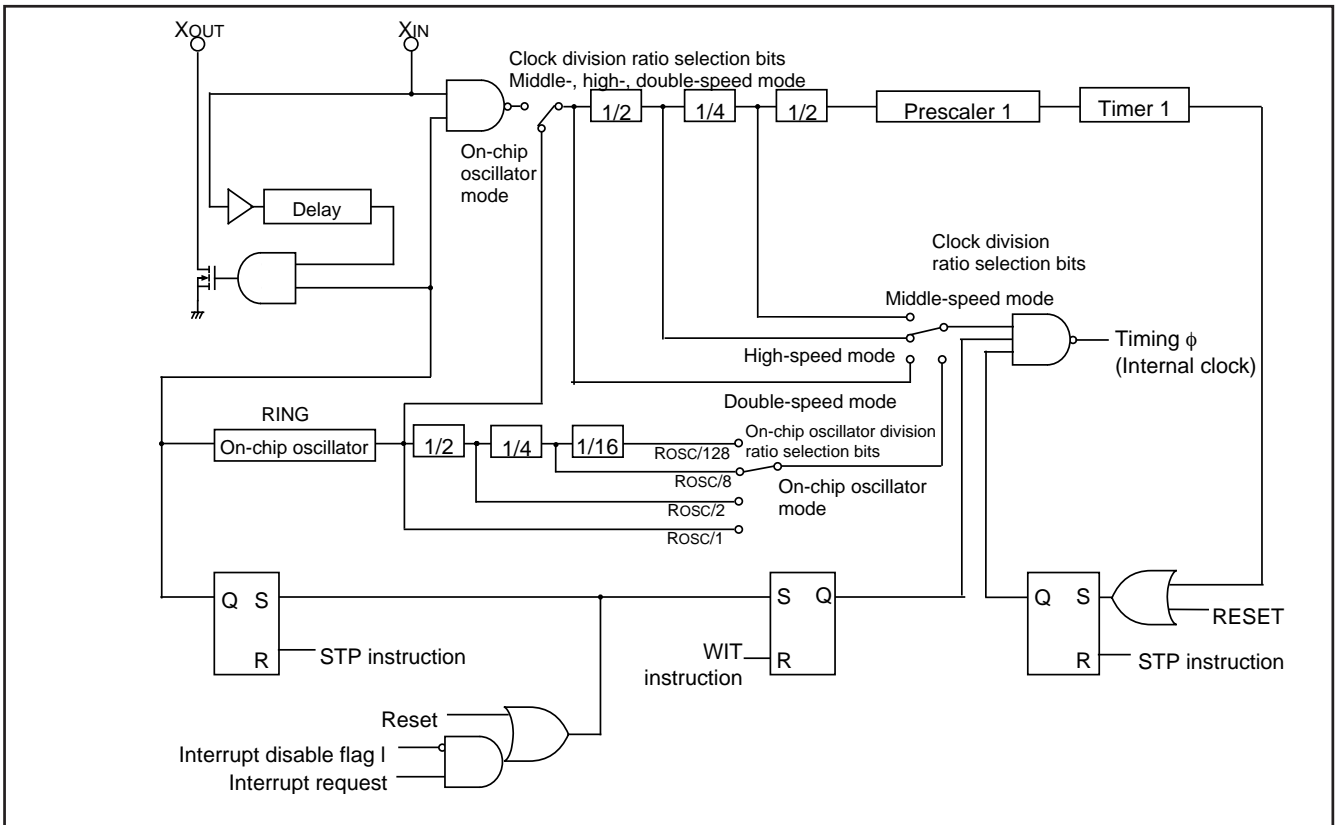 XOUT
XIN
Clock division ratio selection bits
Middle-, high-, double-speed mode
1/2
1/4
1/2
Prescaler 1
Timer 1
On-chip
oscillator
mode
Delay
Clock division
ratio selection bits
Middle-speed mode
High-speed mode
Timing ϕ
(Internal clock)
Double-speed mode
RING
On-chip oscillator
1/2
1/4
1/16
ROSC/128
On-chip oscillator division
ratio selection bits
ROSC/8
On-chip oscillator
mode
ROSC/2
ROSC/1
Q S
R
STP instruction
S Q
R
WIT
instruction
Q S
R
RESET
STP instruction
Reset
Interrupt disable flag I
Interrupt request